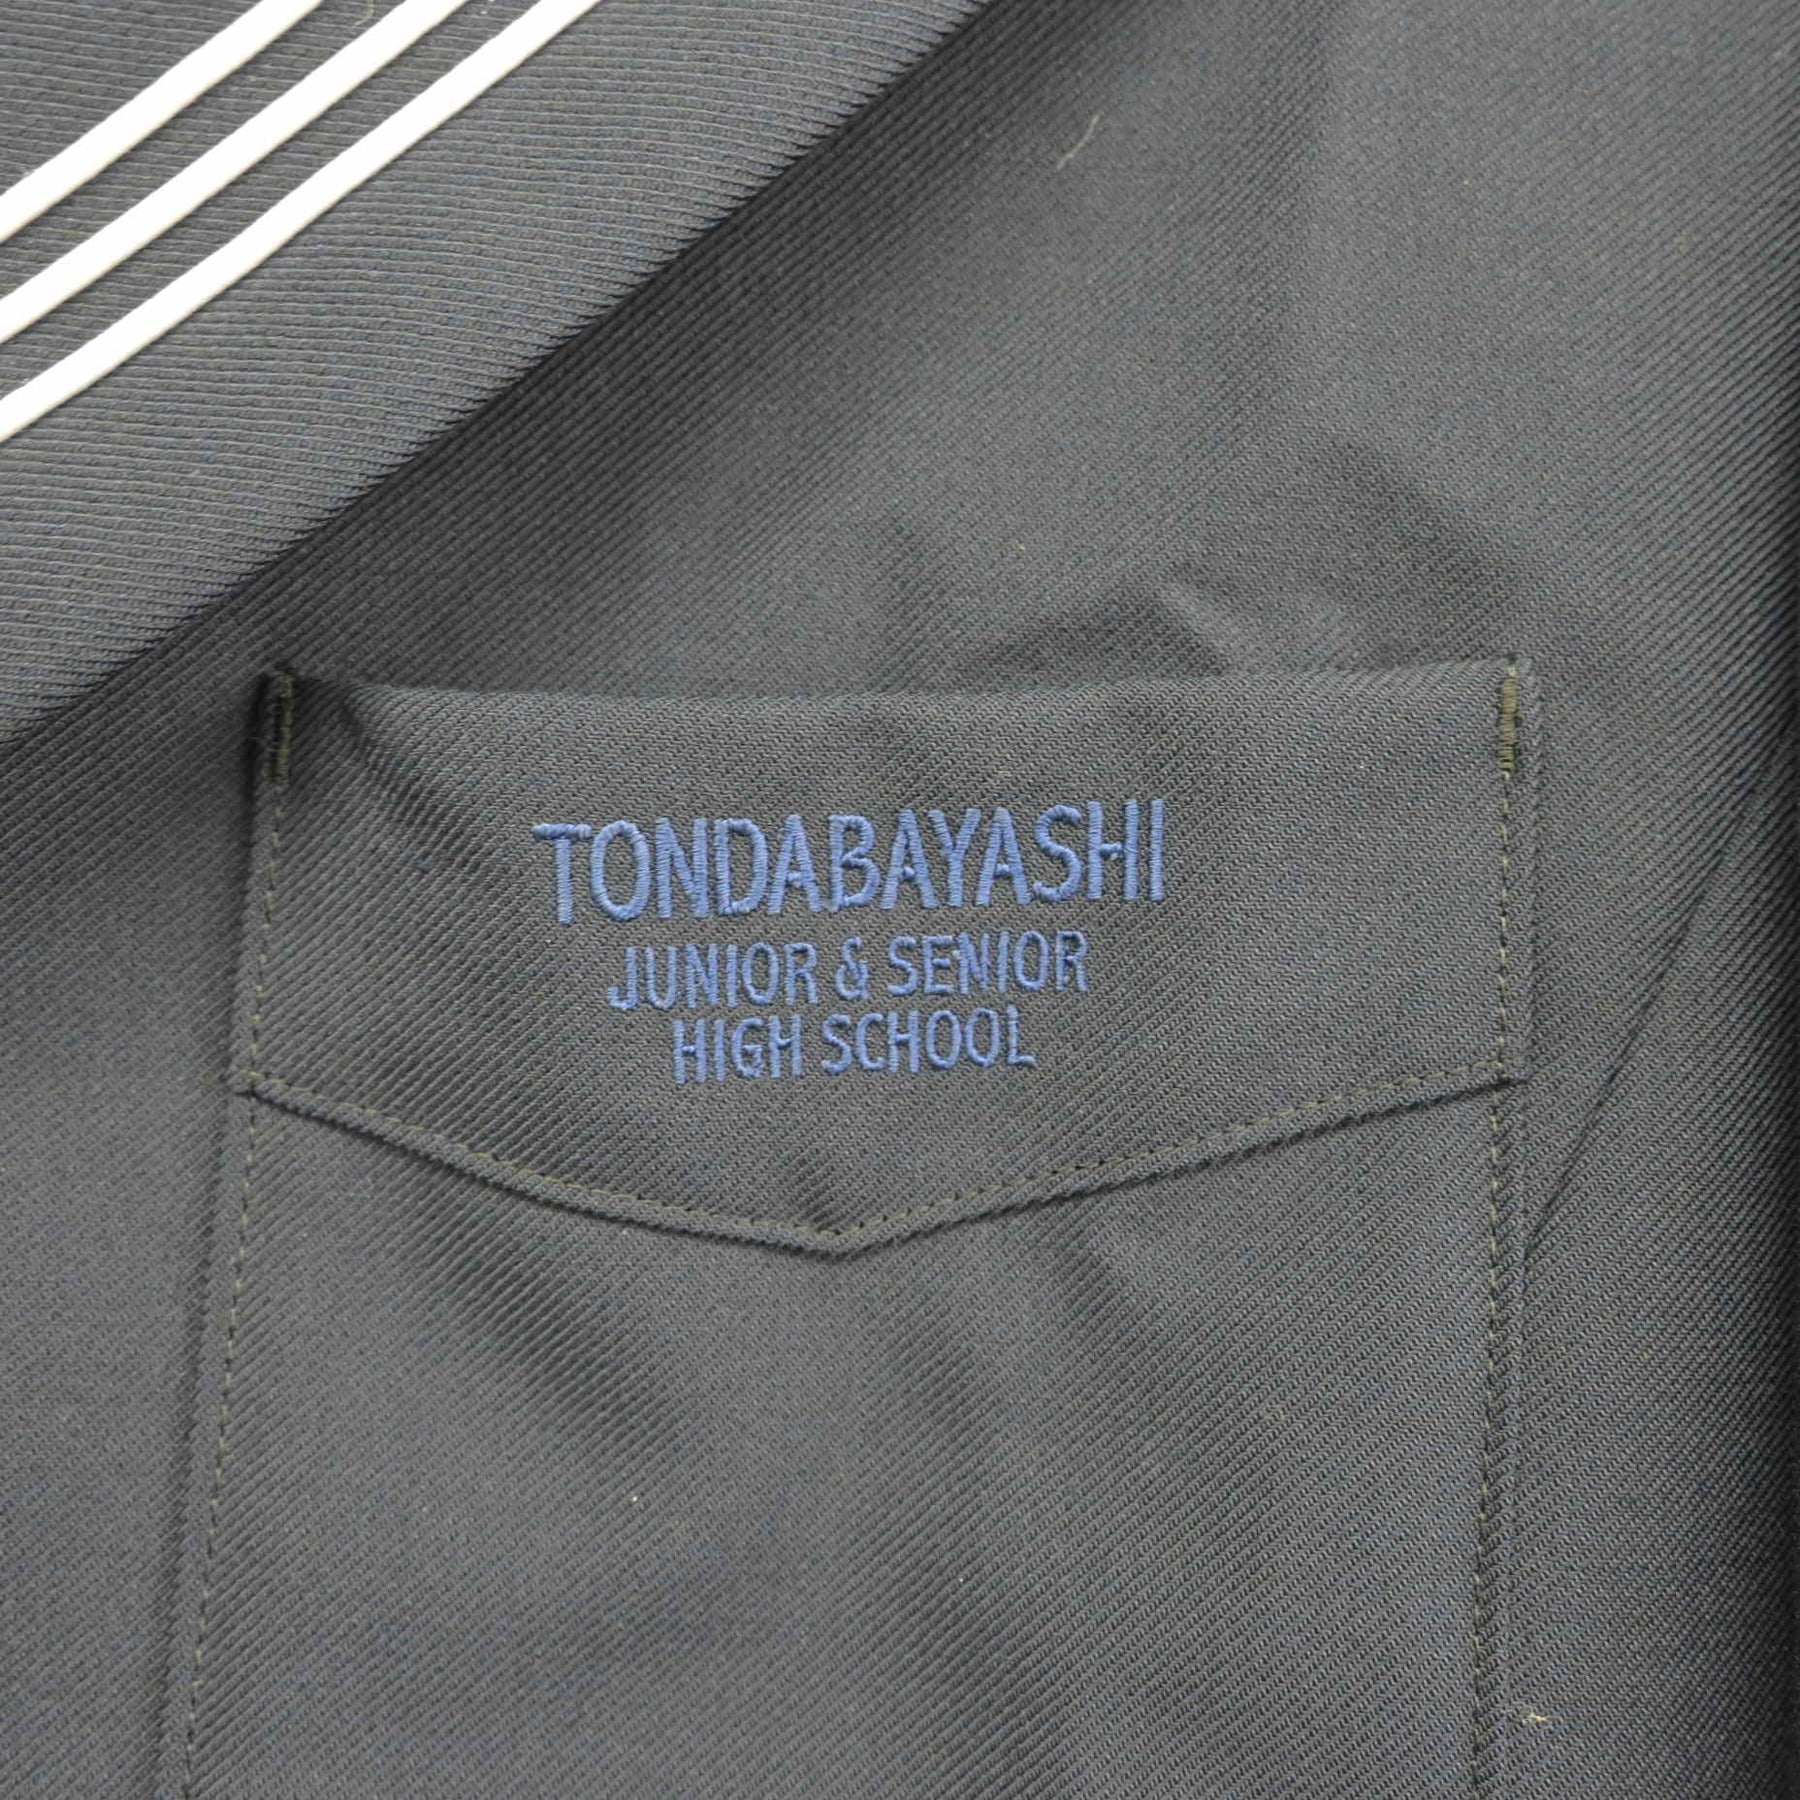 TONDABAYASHI
JUNIOR & SENIOR
HIGH SCHOOL